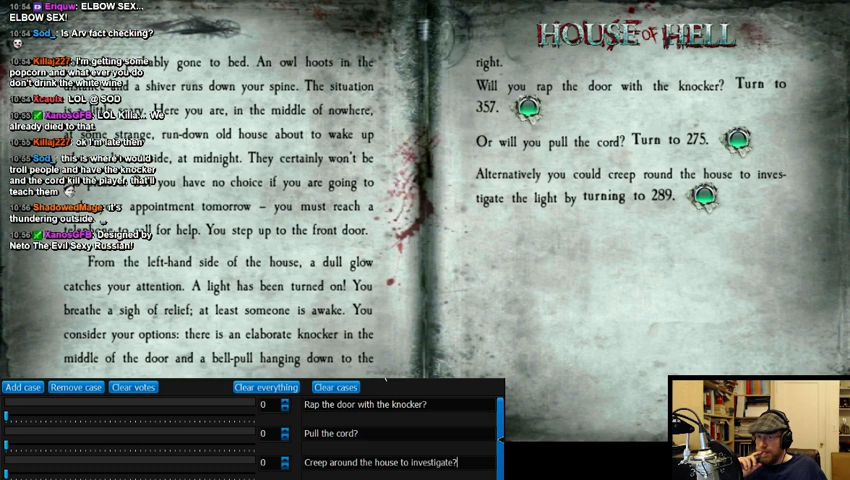 10:54 Eriquw: ELBOW SEX...
ELBOW SEX!
10:54 Sod_: Is Arv fact checking?
10:54 Killaj227: I'm getting some
popcorn and what ever you do
don't drink the white wine
10:54 Xcaulx: LOL @ SOD
10:55 XanosGFB: LOL Killa... We
already died to that.
10:55 Killaj227: ok I'm late then
10:55 Sod_: this is where i would
troll people and have the knocker
and the cord kill the player, that'll
teach them
10:56 ShadowedMage: it's
thundering outside.
10:56 XanosGFB: Designed by
Neto The Evil Sexy Russian!
bly gone to bed. An owl hoots in the
and a shiver runs down your spine. The situation
Here you are, in the middle of nowhere,
some strange, run-down old house about to wake up
at midnight. They certainly won't be
you have no choice if you are going to
appointment tomorrow – you must reach a
for help. You step up to the front door.
From the left-hand side of the house, a dull glow
catches your attention. A light has been turned on! You
breathe a sigh of relief; at least someone is awake. You
consider your options: there is an elaborate knocker in the
middle of the door and a bell-pull hanging down to the
HOUSE OF HELL
right.
Will you rap the door with the knocker? Turn to
357.
Or will you pull the cord? Turn to 275.
Alternatively you could creep round the house to inves-
tigate the light by turning to 289.
Add case Remove case Clear votes Clear everything Clear cases
0 Rap the door with the knocker?
0 Pull the cord?
0 Creep around the house to investigate?